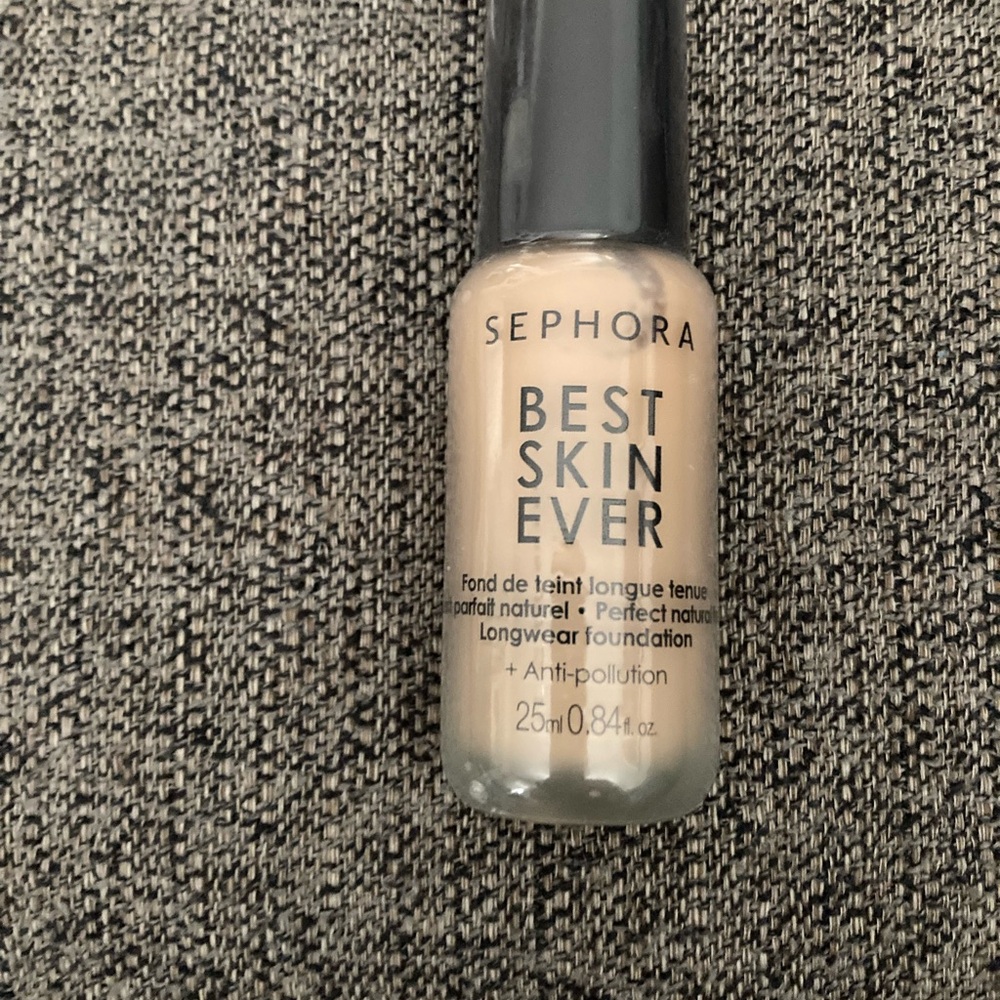 SEPHORA
BEST
SKIN
EVER
Fond de teint longue tenue
parfait naturel • Perfect natural
Longwear foundation
+ Anti-pollution
25ml 0.84fl. oz.